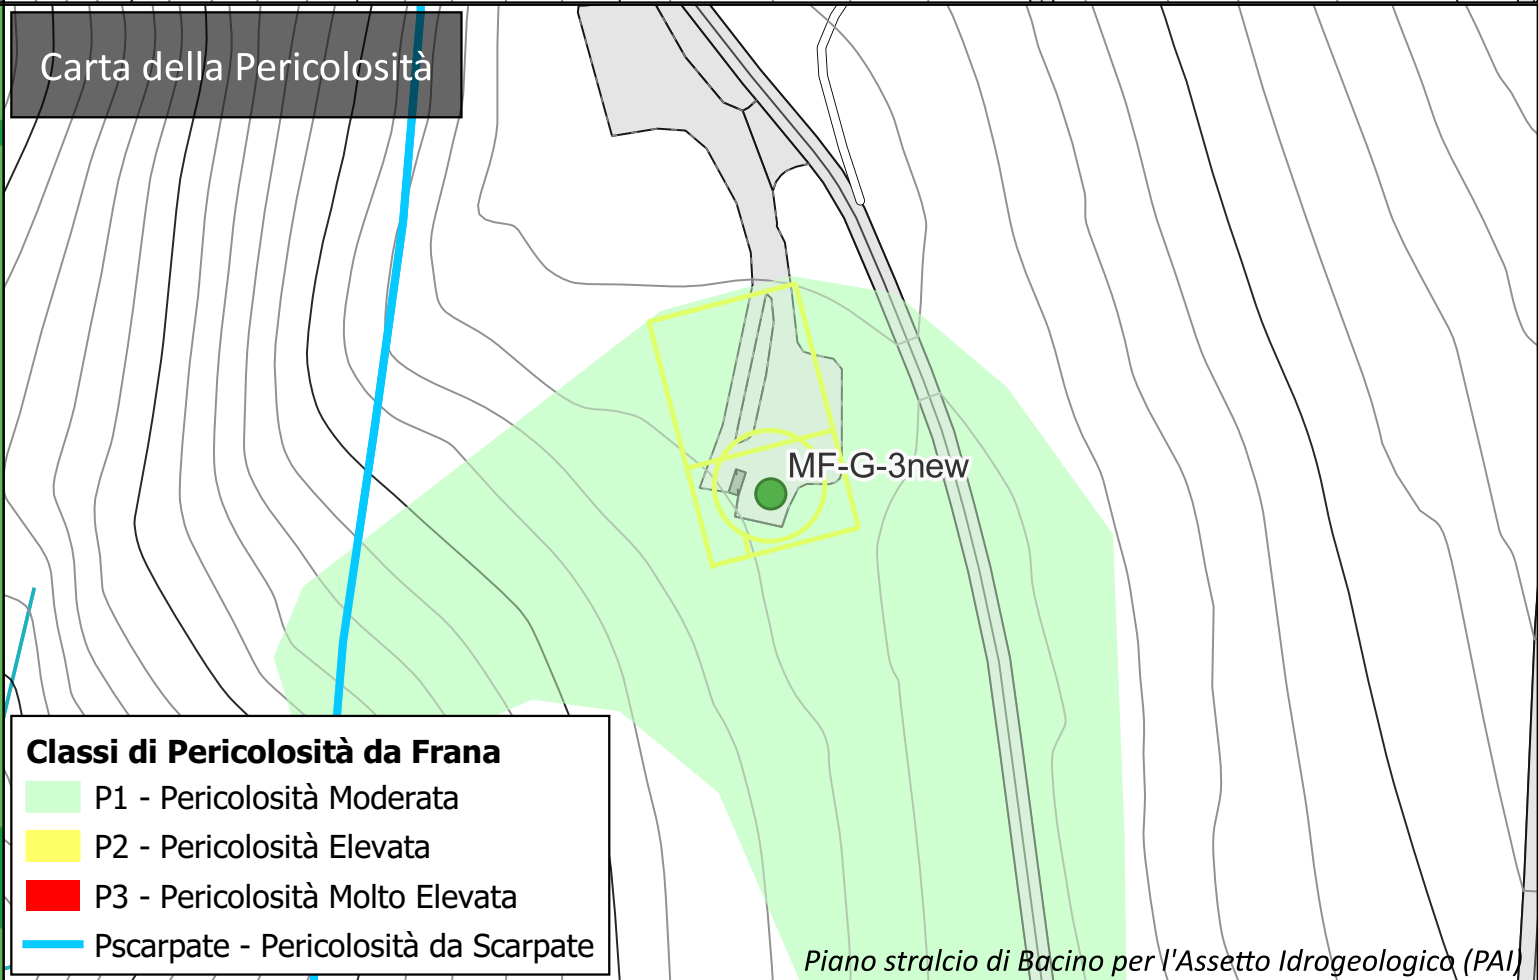 Carta della Pericolosità
MF-G-3new
Classi di Pericolosità da Frana
P1 - Pericolosità Moderata
P2 - Pericolosità Elevata
P3 - Pericolosità Molto Elevata
Pscarpate - Pericolosità da Scarpate
Piano stralcio di Bacino per l'Assetto Idrogeologico (PAI)